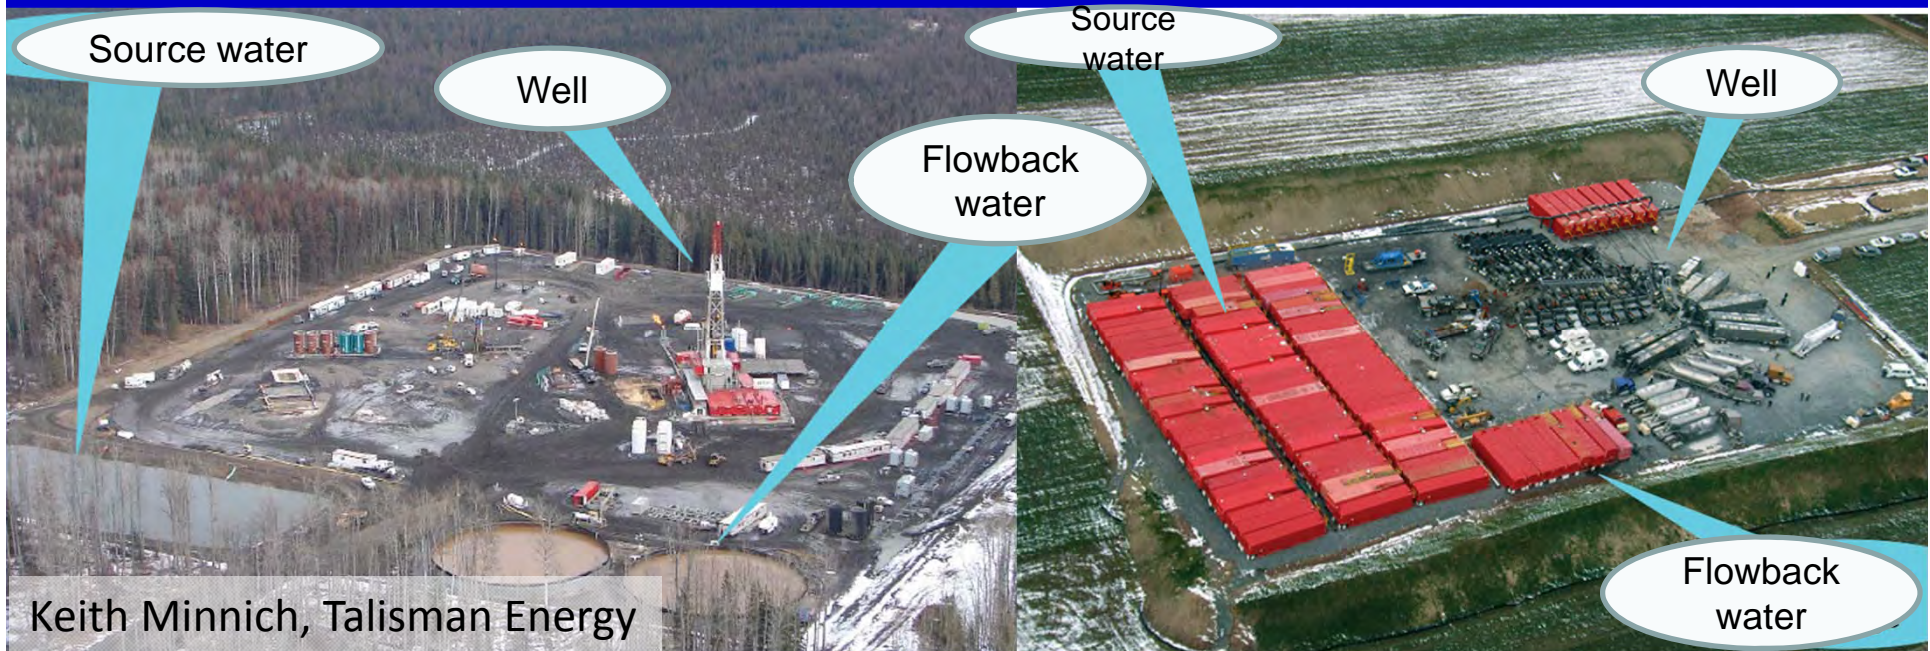 Source water
Well
Flowback
water
Keith Minnich, Talisman Energy
Source
water
Well
Flowback
water